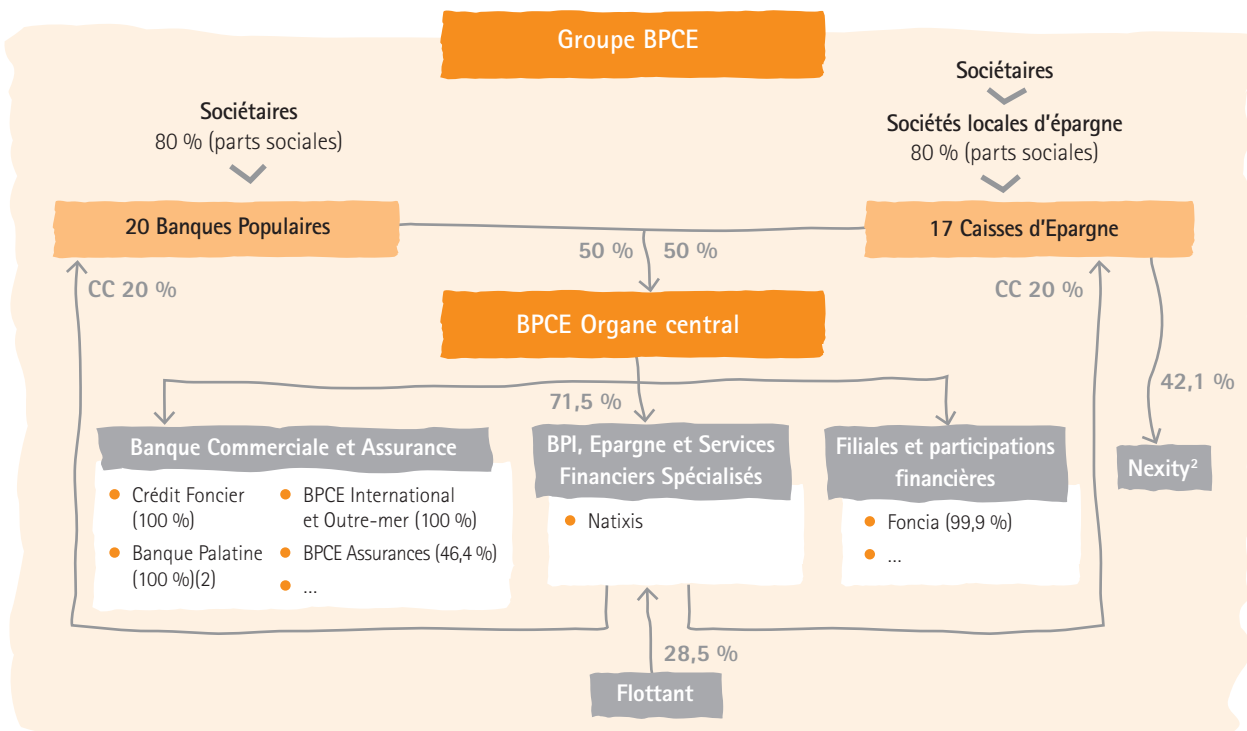 Groupe BPCE
Sociétaires
80 % (parts sociales)
Sociétaires
Sociétés locales d'épargne
80 % (parts sociales)
20 Banques Populaires
17 Caisses d'Epargne
50 % 50 %
CC 20 %
CC 20 %
BPCE Organe central
42,1 %
71,5 %
Banque Commerciale et Assurance
Crédit Foncier
(100 %)
Banque Palatine
(100 %)(2)
BPCE International
et Outre-mer (100 %)
BPCE Assurances (46,4 %)
...
BPI, Epargne et Services
Financiers Spécialisés
Natixis
Filiales et participations
financières
Foncia (99,9 %)
...
Nexity²
28,5 %
Flottant